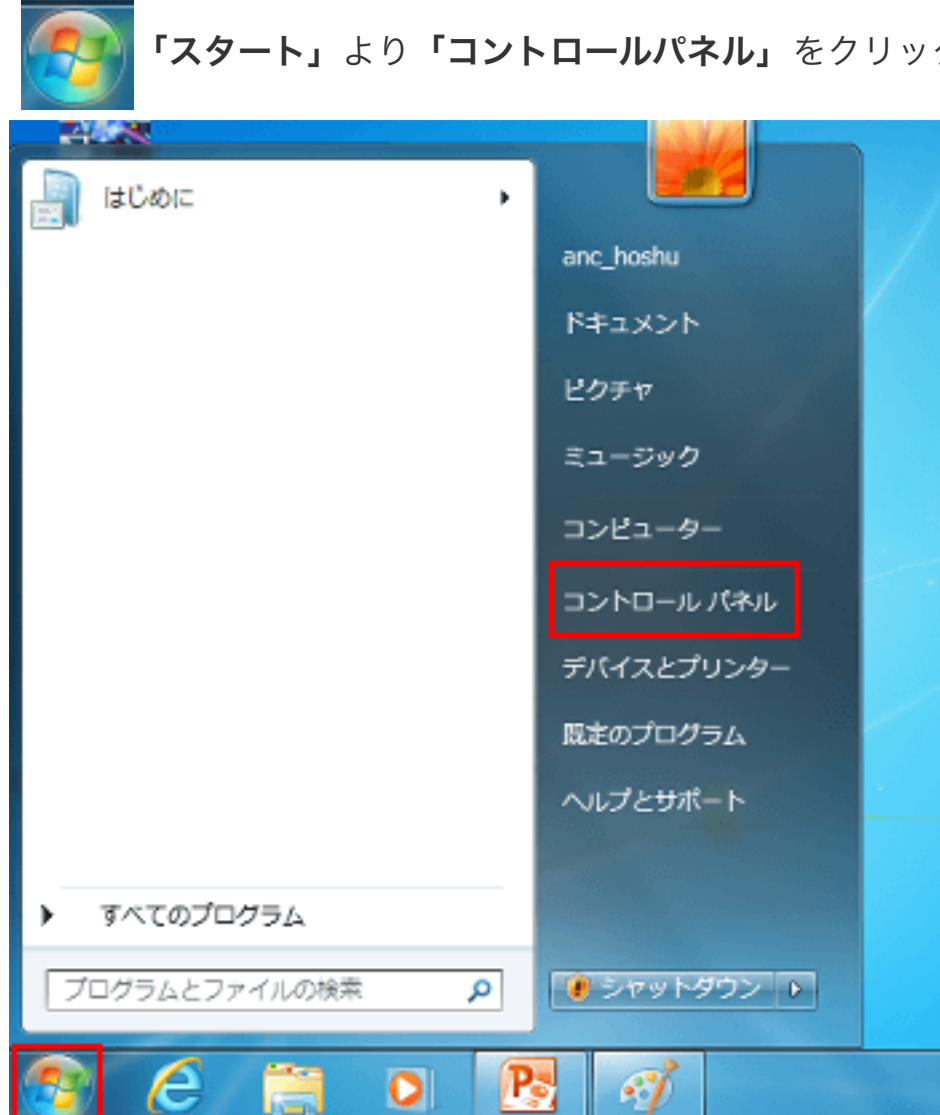 「スタート」より「コントロールパネル」をクリック
はじめに
anc_hoshu
ドキュメント
ピクチャ
ミュージック
コンピューター
コントロール パネル
デバイスとプリンター
既定のプログラム
ヘルプとサポート
すべてのプログラム
プログラムとファイルの検索
シャットダウン